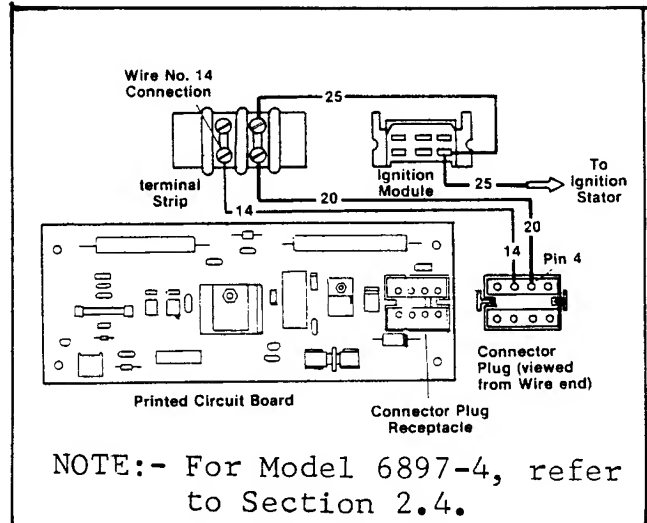 Wire No. 14
Connection
25
terminal
Strip
Ignition
Module
25
To
Ignition
Stator
14
20
14
20
Pin 4
Connector
Plug (viewed
from Wire end)
Printed Circuit Board
Connector Plug
Receptacle
NOTE:- For Model 6897-4, refer
to Section 2.4.